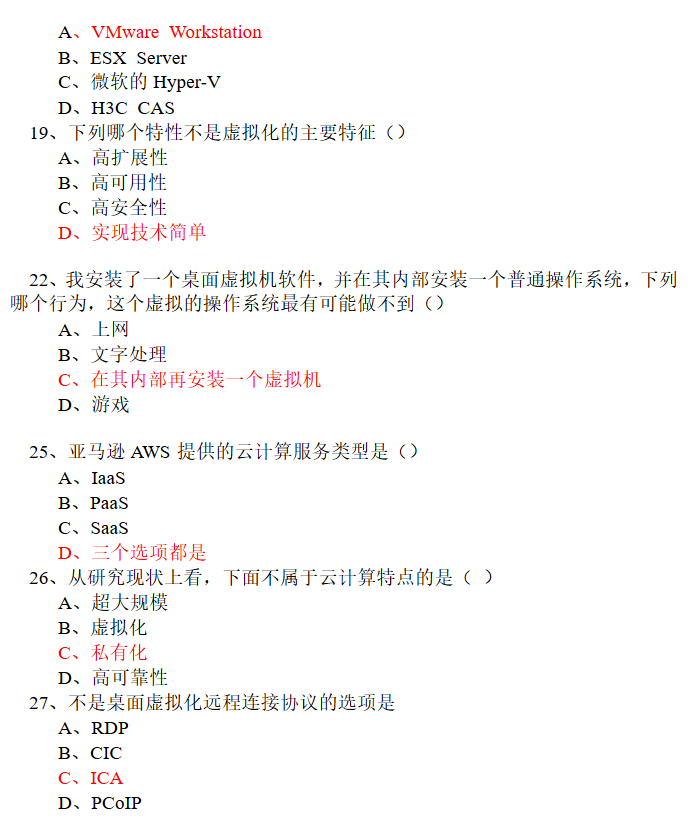 A、VMware Workstation
B、ESX Server
C、微软的 Hyper-V
D、H3C CAS
19、下列哪个特性不是虚拟化的主要特征（）
A、高扩展性
B、高可用性
C、高安全性
D、实现技术简单
22、我安装了一个桌面虚拟机软件，并在其内部安装一个普通操作系统，下列
哪个行为，这个虚拟的操作系统最有可能做不到（）
A、上网
B、文字处理
C、在其内部再安装一个虚拟机
D、游戏
25、亚马逊 AWS 提供的云计算服务类型是（）
A、IaaS
B、PaaS
C、SaaS
D、三个选项都是
26、从研究现状上看，下面不属于云计算特点的是（ ）
A、超大规模
B、虚拟化
C、私有化
D、高可靠性
27、不是桌面虚拟化远程连接协议的选项是
A、RDP
B、CIC
C、ICA
D、PCoIP